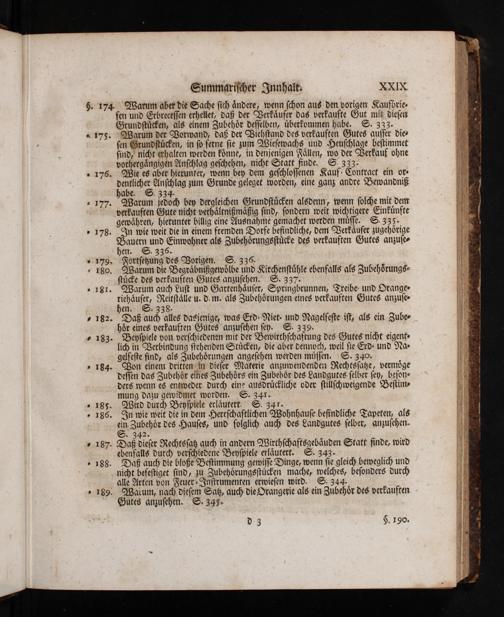 Summarischer Innhalt. XXIX
§. 174. Warum aber die Sache sich ändere, wenn schon aus den vorigen Kaufbrie-
fen und Erbrecessen erhellet, daß der Verkäufer das verkaufte Gut mit diesen
Grundstücken, als einem Zubehör desselben, überkommen habe. S. 333.
- 175. Warum der Vorwand, daß der Viehstand des verkauften Gutes ausser die-
sen Grundstücken, in so ferne sie zum Wiesewachs und Heuschlage bestimmet
sind, nicht erhalten werden könne, in denjenigen Fällen, wo der Verkauf ohne
vorhergängigen Anschlag geschehen, nicht Statt finde. S. 333.
- 176. Wie es aber hierunter, wenn bey dem geschlossenen Kauf-Contract ein or-
dentlicher Anschlag zum Grunde geleget worden, eine ganz andre Bewandniß
habe. S. 334.
- 177. Warum jedoch bey dergleichen Grundstücken alsdenn, wenn solche mit dem
verkauften Gute nicht verhältnißmäßig sind, sondern weit wichtigere Einkünfte
gewähren, hierunter billig eine Ausnahme gemachet werden müsse. S. 335.
- 178. In wie weit die in einem fremden Dorfe befindliche, dem Verkäufer zugehörige
Bauern und Einwohner als Zubehörungsstücke des verkauften Gutes anzuse-
hen. S. 336.
- 179. Fortsetzung des Vorigen. S. 336.
- 180. Warum die Begräbnißgewölbe und Kirchenstühle ebenfalls als Zubehörungs-
stücke des verkauften Gutes anzusehen. S. 337.
- 181. Warum auch Lust und Gartenhäuser, Springbrunnen, Treibe- und Orange-
riehäuser, Reitställe u. d. m. als Zubehörungen eines verkauften Gutes anzuse-
hen. S. 338.
- 182. Daß auch alles dasjenige, was Erd- Niet- und Nagelfeste ist, als ein Zube-
hör eines verkauften Gutes anzusehen sey. S. 339.
- 183. Beyspiele von verschiedenen mit der Bewirthschaftung des Gutes nicht eigent-
lich in Verbindung stehenden Stücken, die aber dennoch, weil sie Erd- und Na-
gelfeste sind, als Zubehörungen angesehen werden müssen. S. 340.
- 184. Von einem dritten in dieser Materie anzuwendenden Rechtssatze, vermöge
dessen das Zubehör eines Zubehörs ein Zubehör des Landgutes selber sey, beson-
ders wenn es entweder durch eine ausdrückliche oder stillschweigende Bestim-
mung dazu gewidmet worden. S. 341.
- 185. Wird durch Beyspiele erläutert. S. 341.
- 186. In wie weit die in dem Herrschaftlichen Wohnhause befindliche Tapeten, als
ein Zubehör des Hauses, und folglich auch des Landgutes selber, anzusehen.
S. 342.
- 187. Daß dieser Rechtssatz auch in andern Wirthschaftsgebäuden Statt finde, wird
ebenfalls durch verschiedene Beyspiele erläutert. S. 343.
- 188. Daß auch die bloße Bestimmung gewisse Dinge, wenn sie gleich beweglich und
nicht befestiget sind, zu Zubehörungsstücken mache, welches, besonders durch
alle Arten von Feuer-Instrumenten erwiesen wird. S. 344.
- 189. Warum, nach diesem Satz, auch die Orangerie als ein Zubehör des verkauften
Gutes anzusehen. S. 345.
d 3 §. 190.